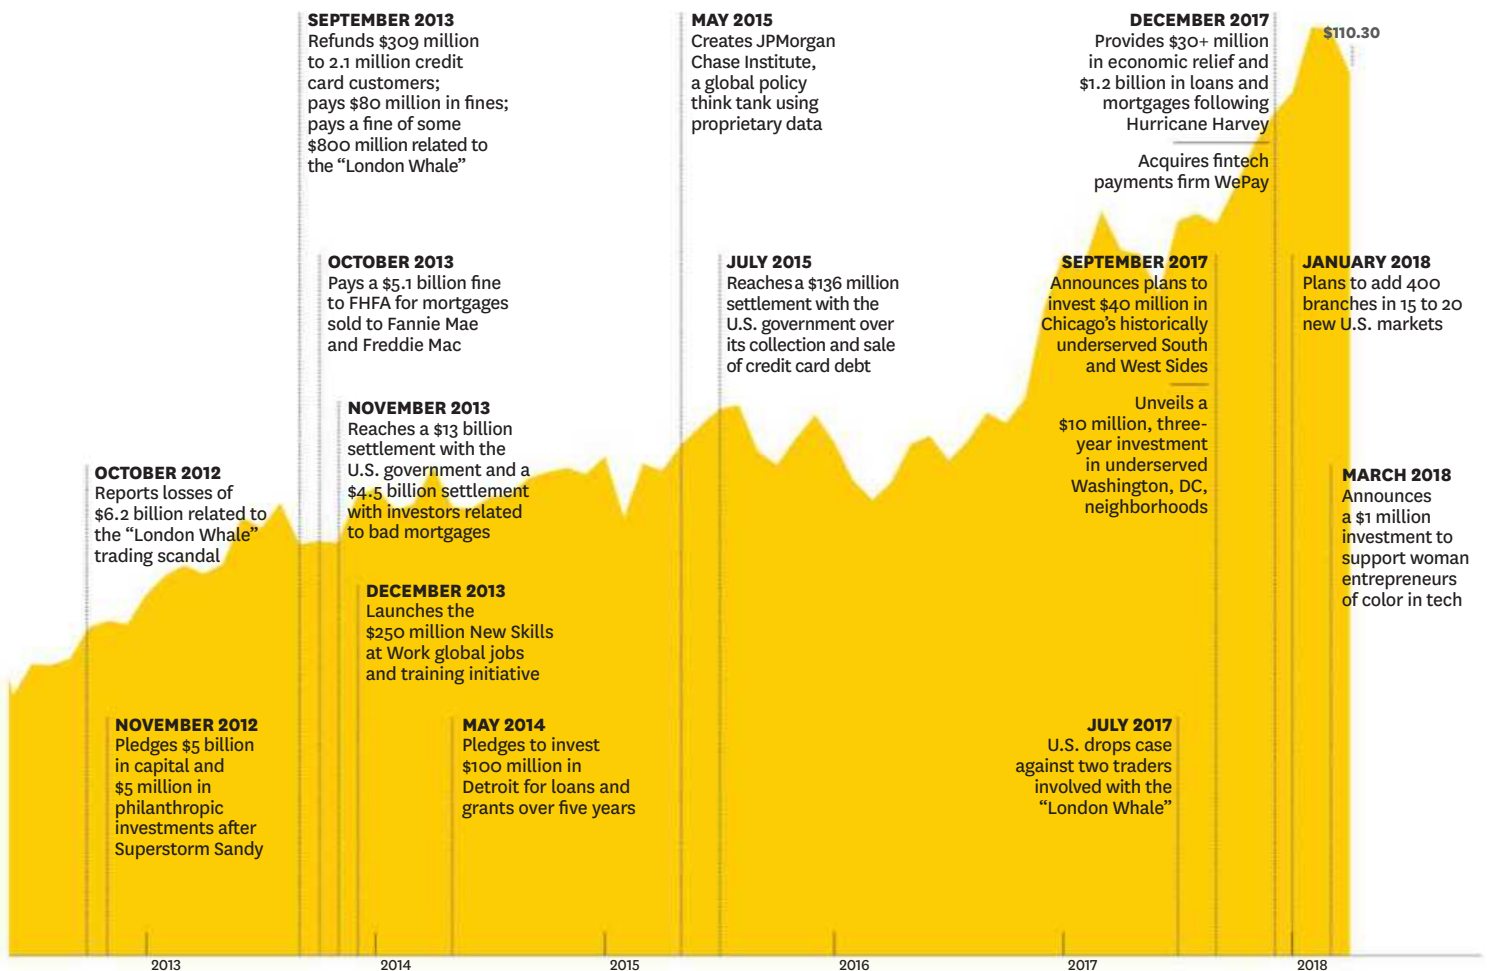 SEPTEMBER 2013
Refunds $309 million
to 2.1 million credit
card customers;
pays $80 million in fines;
pays a fine of some
$800 million related to
the “London Whale”
MAY 2015
Creates JPMorgan
Chase Institute,
a global policy
think tank using
proprietary data
DECEMBER 2017
Provides $30+ million
in economic relief and
$1.2 billion in loans and
mortgages following
Hurricane Harvey
Acquires fintech
payments firm WePay
$110.30
OCTOBER 2013
Pays a $5.1 billion fine
to FHFA for mortgages
sold to Fannie Mae
and Freddie Mac
JULY 2015
Reaches a $136 million
settlement with the
U.S. government over
its collection and sale
of credit card debt
SEPTEMBER 2017
Announces plans to
invest $40 million in
Chicago’s historically
underserved South
and West Sides
Unveils a
$10 million, three-
year investment
in underserved
Washington, DC,
neighborhoods
JANUARY 2018
Plans to add 400
branches in 15 to 20
new U.S. markets
NOVEMBER 2013
Reaches a $13 billion
settlement with the
U.S. government and a
$4.5 billion settlement
with investors related
to bad mortgages
OCTOBER 2012
Reports losses of
$6.2 billion related to
the “London Whale”
trading scandal
MARCH 2018
Announces
a $1 million
investment to
support woman
entrepreneurs
of color in tech
DECEMBER 2013
Launches the
$250 million New Skills
at Work global jobs
and training initiative
NOVEMBER 2012
Pledges $5 billion
in capital and
$5 million in
philanthropic
investments after
Superstorm Sandy
MAY 2014
Pledges to invest
$100 million in
Detroit for loans and
grants over five years
JULY 2017
U.S. drops case
against two traders
involved with the
“London Whale”
2013
2014
2015
2016
2017
2018